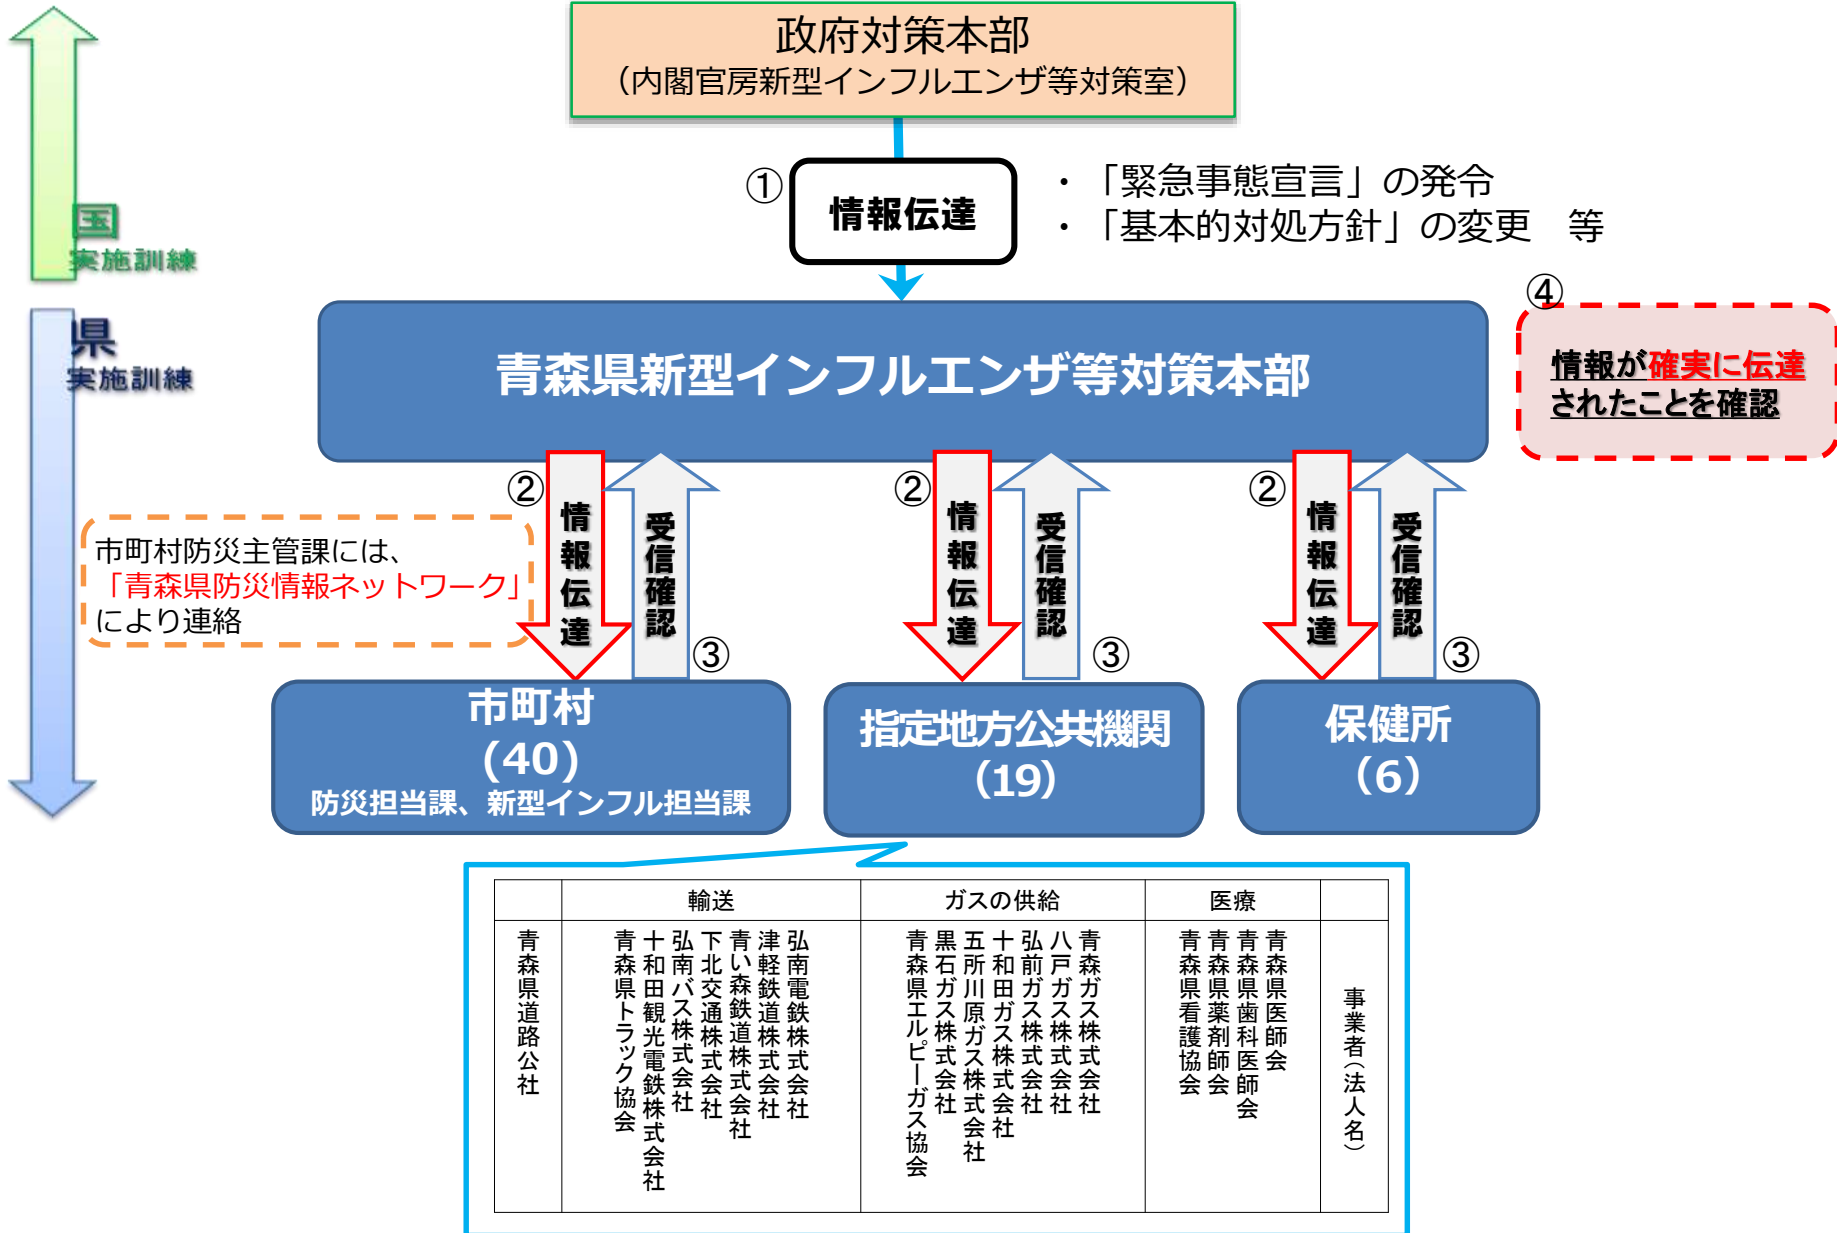 政府対策本部
（内閣官房新型インフルエンザ等対策室）
①
情報伝達
・「緊急事態宣言」の発令
・「基本的対処方針」の変更　等
国
実施訓練
県
実施訓練
青森県新型インフルエンザ等対策本部
④
情報が確実に伝達
されたことを確認
②
情報伝達
受信確認
③
②
情報伝達
受信確認
③
②
情報伝達
受信確認
③
市町村防災主管課には、
「青森県防災情報ネットワーク」
により連絡
市町村
（40）
防災担当課、新型インフル担当課
指定地方公共機関
（19）
保健所
（6）
輸送
ガスの供給
医療
事業者（法人名）
青森県医師会
青森県歯科医師会
青森県薬剤師会
青森県看護協会
青森ガス株式会社
八戸ガス株式会社
弘前ガス株式会社
十和田ガス株式会社
五所川原ガス株式会社
黒石ガス株式会社
青森県エルピーガス協会
弘南電鉄株式会社
津軽鉄道株式会社
青い森鉄道株式会社
下北交通株式会社
弘南バス株式会社
十和田観光電鉄株式会社
青森県トラック協会
青森県道路公社